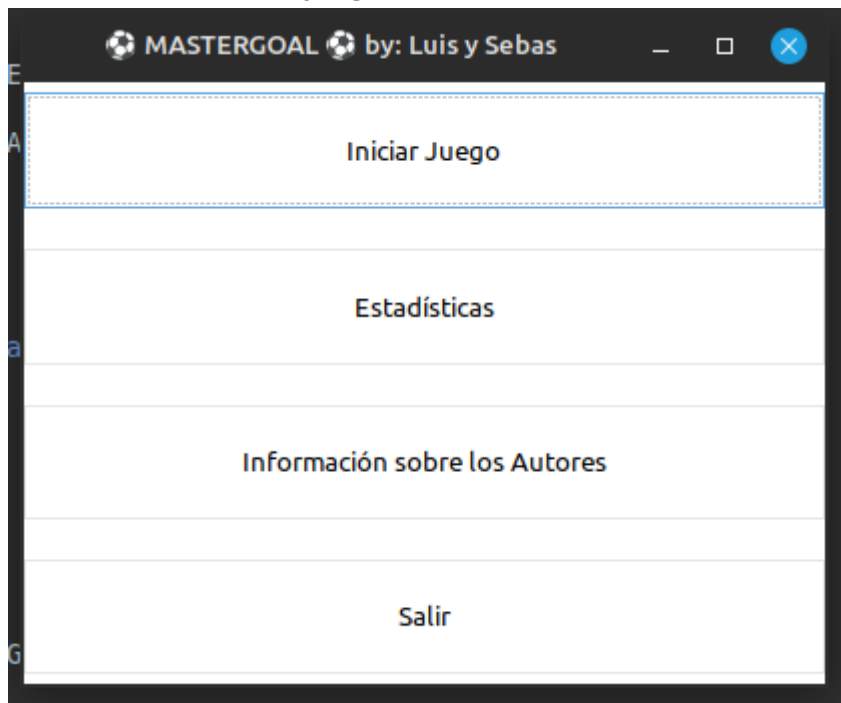 ⚽ MASTERGOAL ⚽ by: Luis y Sebas
E
A
Iniciar Juego
Estadísticas
a
Información sobre los Autores
Salir
G